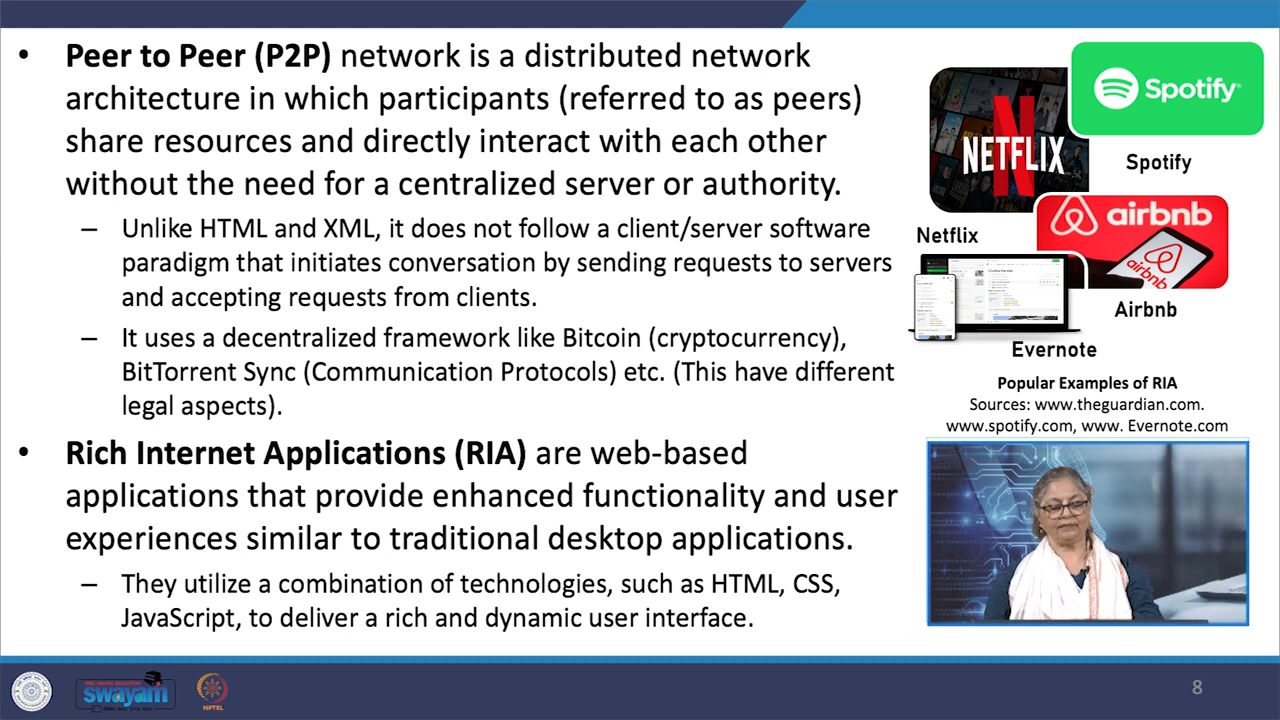 • Peer to Peer (P2P) network is a distributed network
architecture in which participants (referred to as peers)
share resources and directly interact with each other
without the need for a centralized server or authority.
– Unlike HTML and XML, it does not follow a client/server software
paradigm that initiates conversation by sending requests to servers
and accepting requests from clients.
– It uses a decentralized framework like Bitcoin (cryptocurrency),
BitTorrent Sync (Communication Protocols) etc. (This have different
legal aspects).
• Rich Internet Applications (RIA) are web-based
applications that provide enhanced functionality and user
experiences similar to traditional desktop applications.
– They utilize a combination of technologies, such as HTML, CSS,
JavaScript, to deliver a rich and dynamic user interface.
Spotify
NETFLIX
Spotify
airbnb
airbnb
Netflix
Airbnb
Evernote
Popular Examples of RIA
Sources: www.theguardian.com.
www.spotify.com, www. Evernote.com
swayam
NPTEL
8